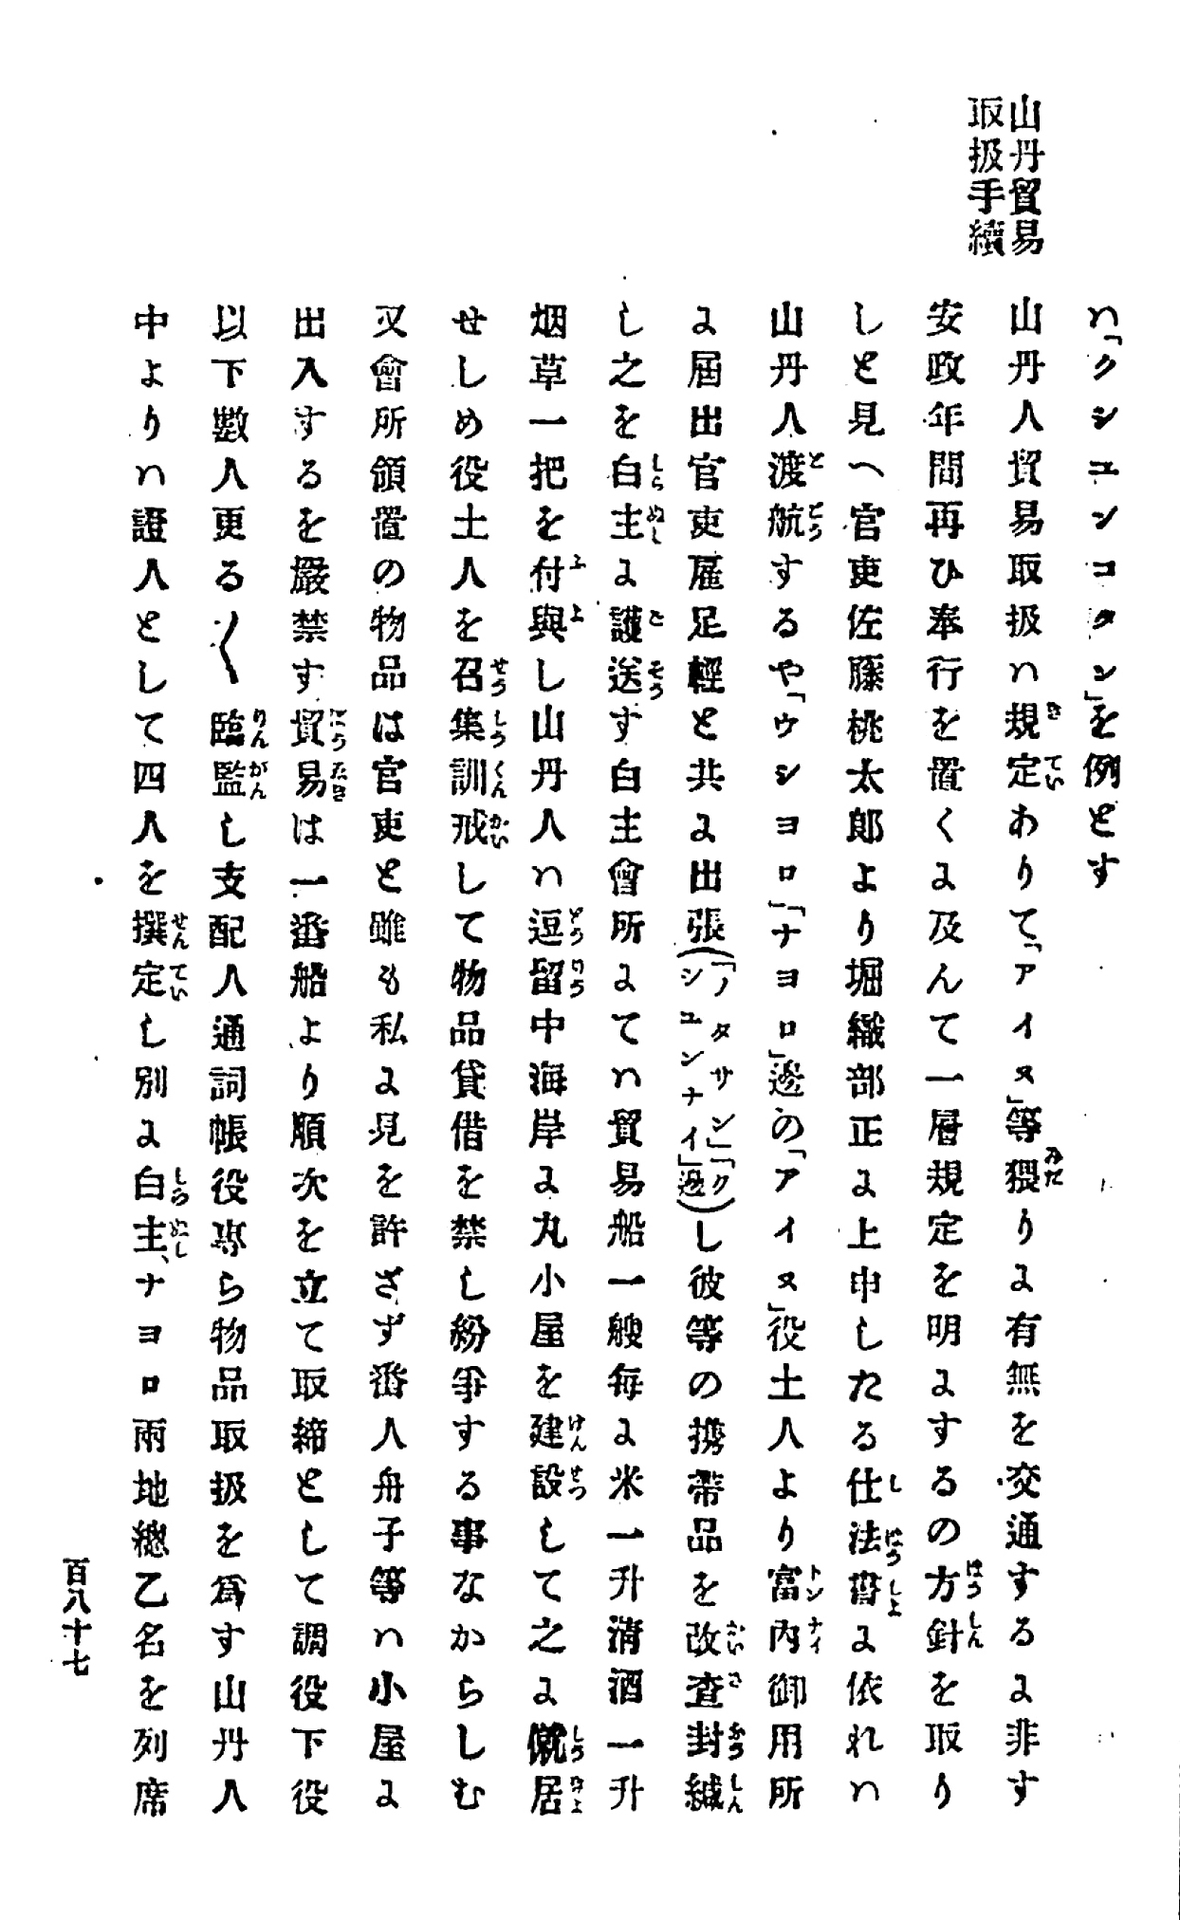 山丹貿易
取扱手續
ハ「クシユンコタン」を例とす
山丹人貿易取扱ハ規定ありて「アイヌ」等猥りに有無を交通するに非す
安政年間再ひ奉行を置くに及んて一層規定を明にするの方針を取り
しと見へ官吏佐藤桃太郎より堀織部正に上申したる仕法書に依れハ
山丹人渡航するや「ウシヨロ」「ナヨロ」邊の「アイヌ」役土人より富内御用所
に屆出官吏雇足輕と共に出張(「ノタサン」「クシユンナイ」邊)し彼等の携帶品を改査封緘
し之を白主に護送す白主會所にてハ貿易船一艘毎に米一升清酒一升
烟草一把を付與し山丹人ハ逗留中海岸に丸小屋を建設して之に僦居
せしめ役土人を召集訓戒して物品貸借を禁し紛爭する事なからしむ
又會所領置の物品は官吏と雖も私に見を許さず番人舟子等ハ小屋に
出入するを嚴禁す貿易は一番船より順次を立て取締として調役下役
以下數人更る〱臨監し支配人通詞帳役專ら物品取扱を爲す山丹人
中よりハ證人として四人を撰定し別に白主、ナヨロ兩地總乙名を列席
百八十七